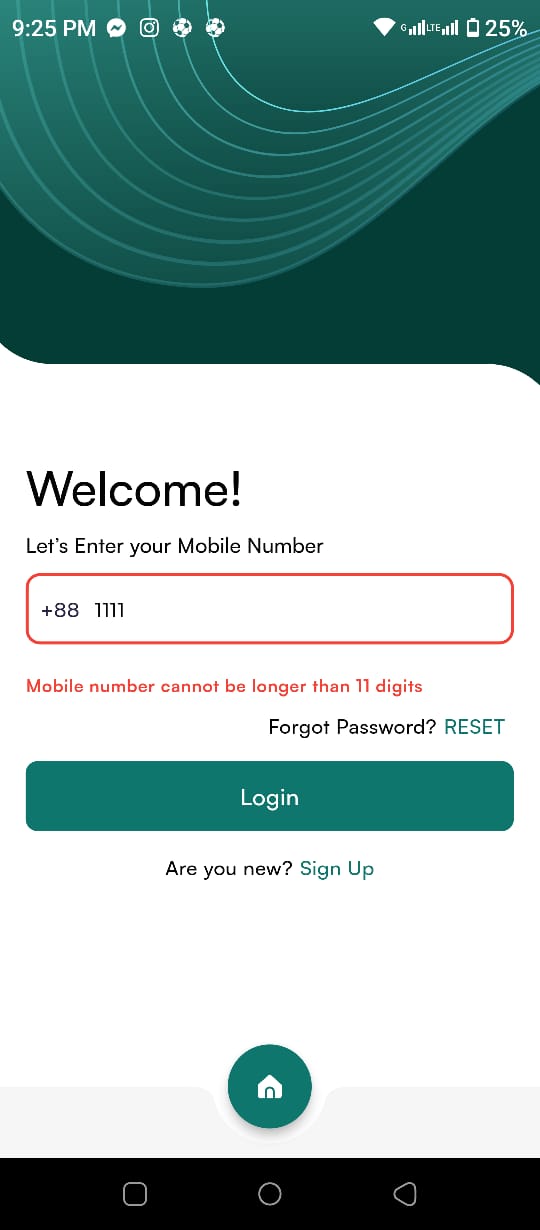 9:25 PM G LTE 25%
Welcome!
Let's Enter your Mobile Number
+88 1111
Mobile number cannot be longer than 11 digits
Forgot Password? RESET
Login
Are you new? Sign Up